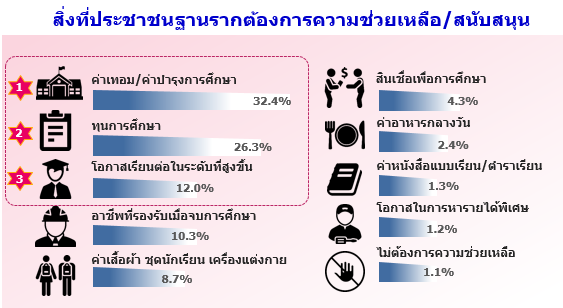 สิ่งที่ประชาชนฐานรากต้องการความช่วยเหลือ/สนับสนุน
1
ค่าเทอม/ค่าบำรุงการศึกษา
32.4%
2
ทุนการศึกษา
26.3%
3
โอกาสเรียนต่อในระดับที่สูงขึ้น
12.0%
อาชีพที่รองรับเมื่อจบการศึกษา
10.3%
ค่าเสื้อผ้า ชุดนักเรียน เครื่องแต่งกาย
8.7%
สินเชื่อเพื่อการศึกษา
4.3%
ค่าอาหารกลางวัน
2.4%
ค่าหนังสือแบบเรียน/ตำราเรียน
1.3%
โอกาสในการหารายได้พิเศษ
1.2%
ไม่ต้องการความช่วยเหลือ
1.1%